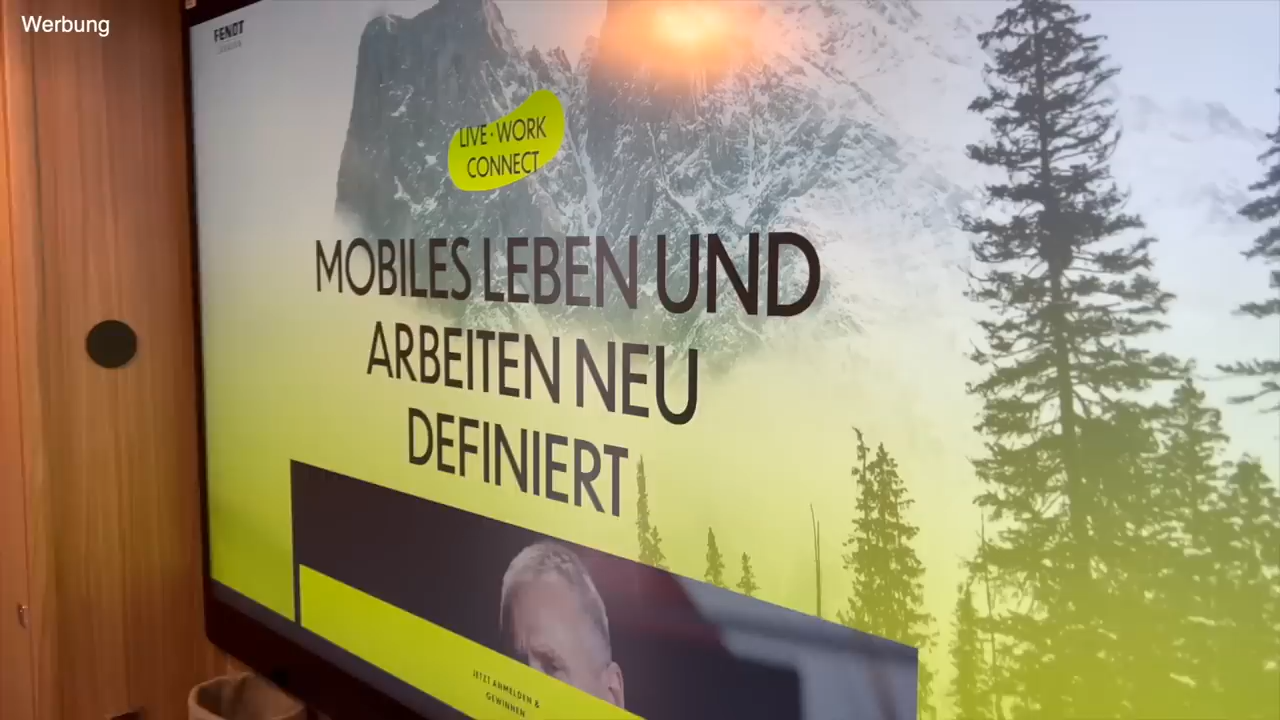 Werbung
FENDT
LIVE · WORK
CONNECT
MOBILES LEBEN UND
ARBEITEN NEU
DEFINIERT
JETZT ANMELDEN &
GEWINNEN